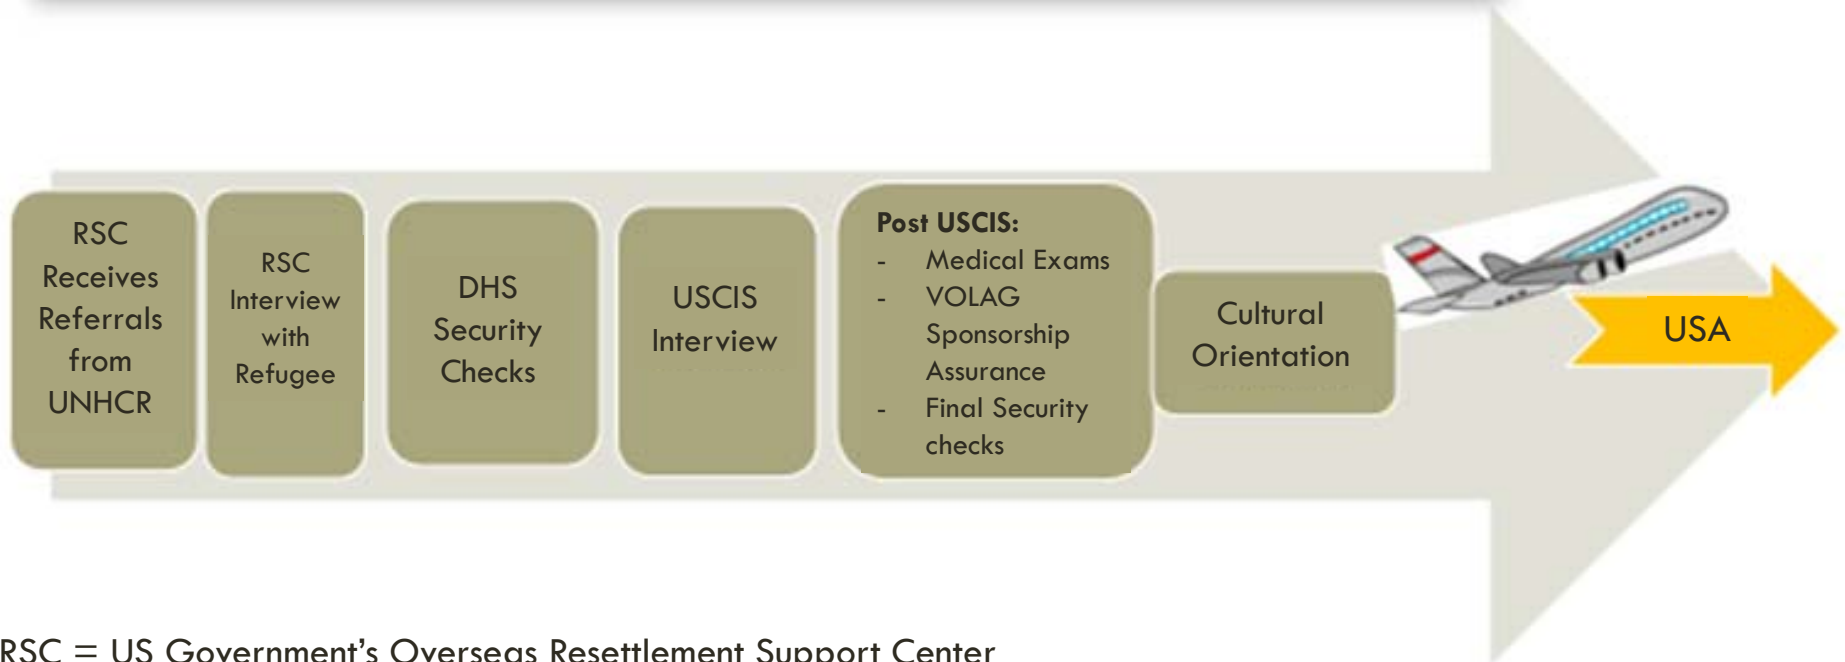 RSC
Receives
Referrals
from
UNHCR
RSC
Interview
with
Refugee
DHS
Security
Checks
USCIS
Interview
Post USCIS:
- Medical Exams
- VOLAG
Sponsorship
Assurance
- Final Security
checks
Cultural
Orientation
USA
RSC = US Government's Overseas Resettlement Support Center